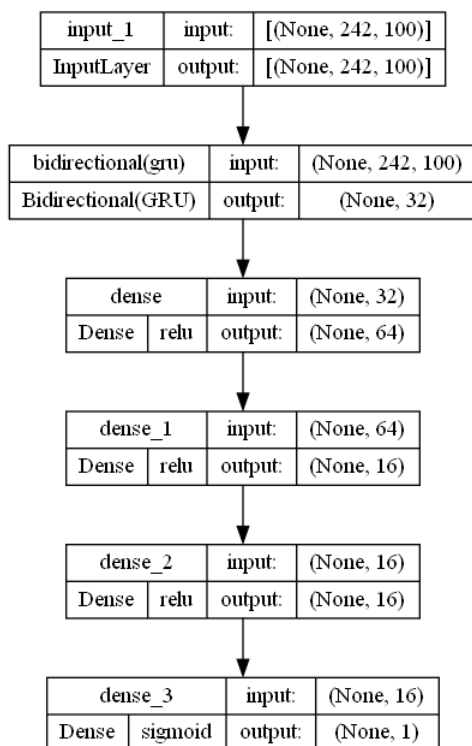 input_1 input: [(None, 242, 100)]
InputLayer output: [(None, 242, 100)]
bidirectional(gru) input: (None, 242, 100)
Bidirectional(GRU) output: (None, 32)
dense input: (None, 32)
Dense relu output: (None, 64)
dense_1 input: (None, 64)
Dense relu output: (None, 16)
dense_2 input: (None, 16)
Dense relu output: (None, 16)
dense_3 input: (None, 16)
Dense sigmoid output: (None, 1)